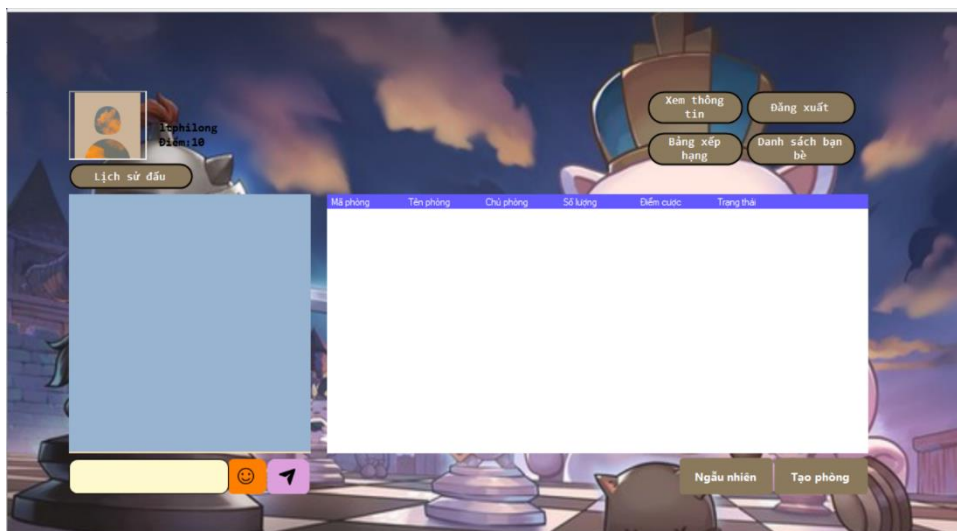 ltphilong
Điểm:10
Lịch sử đấu
Xem thông
tin
Đăng xuất
Bảng xếp
hạng
Danh sách bạn
bè
Mã phòng Tên phòng Chủ phòng Số lượng Điểm cược Trạng thái
Ngẫu nhiên
Tạo phòng